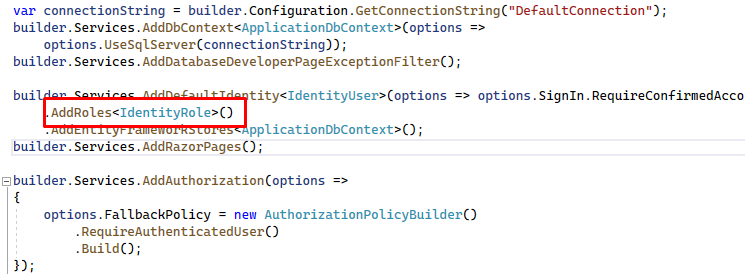 var connectionString = builder.Configuration.GetConnectionString("DefaultConnection");
builder.Services.AddDbContext<ApplicationDbContext>(options =>
    options.UseSqlServer(connectionString));
builder.Services.AddDatabaseDeveloperPageExceptionFilter();

builder.Services.AddDefaultIdentity<IdentityUser>(options => options.SignIn.RequireConfirmedAcco
    .AddRoles<IdentityRole>()
    .AddEntityFrameworkStores<ApplicationDbContext>();
builder.Services.AddRazorPages();

builder.Services.AddAuthorization(options =>
{
    options.FallbackPolicy = new AuthorizationPolicyBuilder()
        .RequireAuthenticatedUser()
        .Build();
});